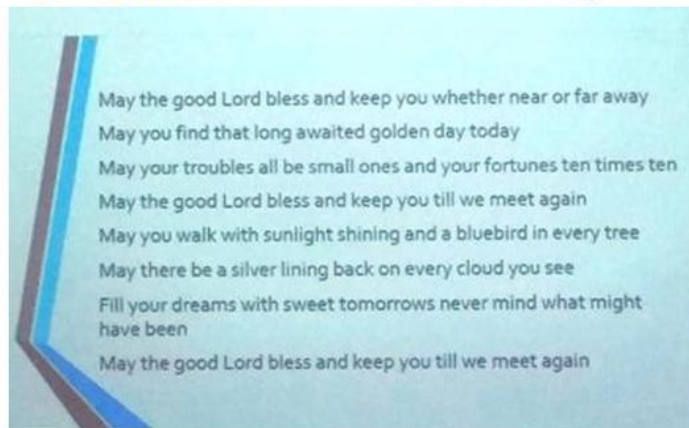 May the good Lord bless and keep you whether near or far away
May you find that long awaited golden day today
May your troubles all be small ones and your fortunes ten times ten
May the good Lord bless and keep you till we meet again
May you walk with sunlight shining and a bluebird in every tree
May there be a silver lining back on every cloud you see
Fill your dreams with sweet tomorrows never mind what might
have been
May the good Lord bless and keep you till we meet again